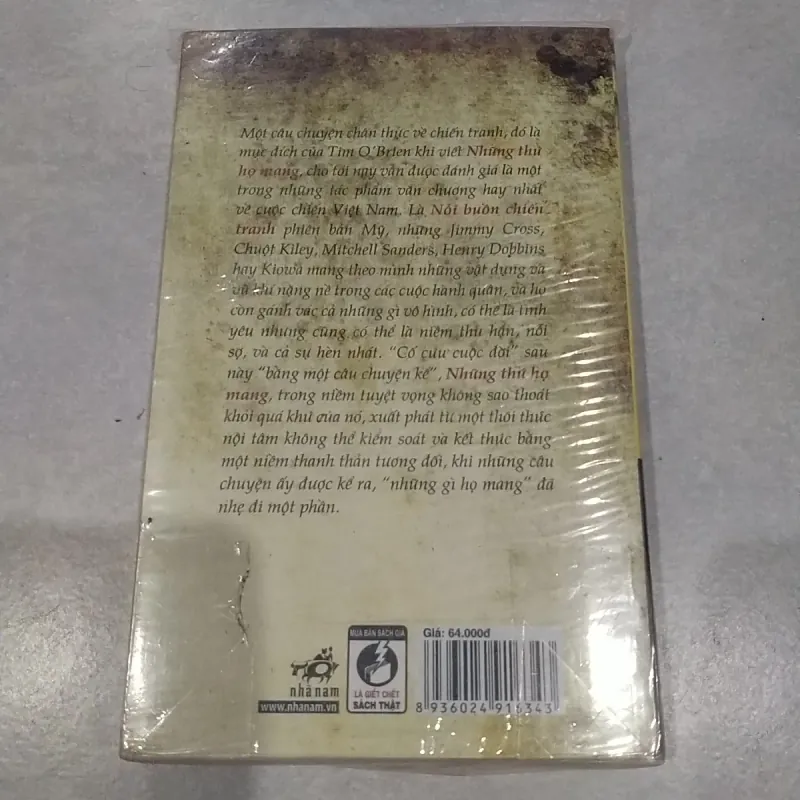 Một câu chuyện chân thực về chiến tranh, đó là
mục đích của Tim O'Brien khi viết Những thứ
họ mang, cho tới nay vẫn được đánh giá là một
trong những tác phẩm văn chương hay nhất
về cuộc chiến Việt Nam. Là Nỗi buồn chiến
tranh phiên bản Mỹ, những Jimmy Cross,
Chuột Kiley, Mitchell Sanders, Henry Dobbins
hay Kiowa mang theo mình những vật dụng và
vũ khí nặng nề trong các cuộc hành quân, và họ
còn gánh vác cả những gì vô hình, có thể là tình
yêu nhưng cũng có thể là niềm thù hận, nỗi
sợ, và cả sự hèn nhát. "Cố cứu cuộc đời" sau
này "bằng một câu chuyện kể", Những thứ họ
mang, trong niềm tuyệt vọng không sao thoát
khỏi quá khứ của nó, xuất phát từ một thôi thúc
nội tâm không thể kiểm soát và kết thúc bằng
một niềm thanh thản tương đối, khi những câu
chuyện ấy được kể ra, "những gì họ mang" đã
nhẹ đi một phần.
nhã nam
www.nhanam.vn
MUA BÁN SÁCH GIẢ
LÀ GIẾT CHẾT
SÁCH THẬT
Giá: 64.000đ
8 936024 916343